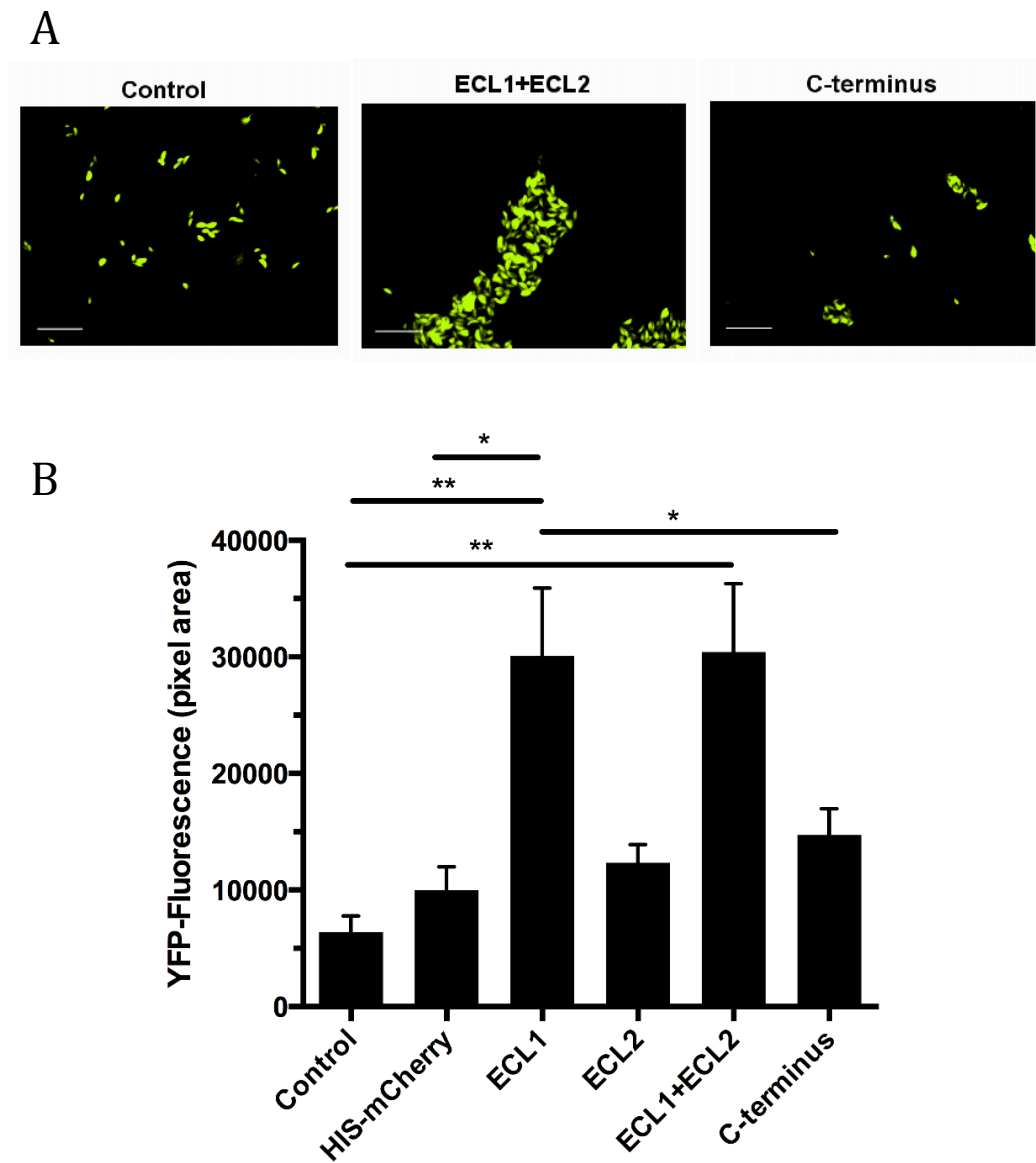 A
Control
ECL1+ECL2
C-terminus
B
*
**
*
**
40000
30000
20000
10000
0
YFP-Fluorescence (pixel area)
Control
HIS-mCherry
ECL1
ECL2
ECL1+ECL2
C-terminus